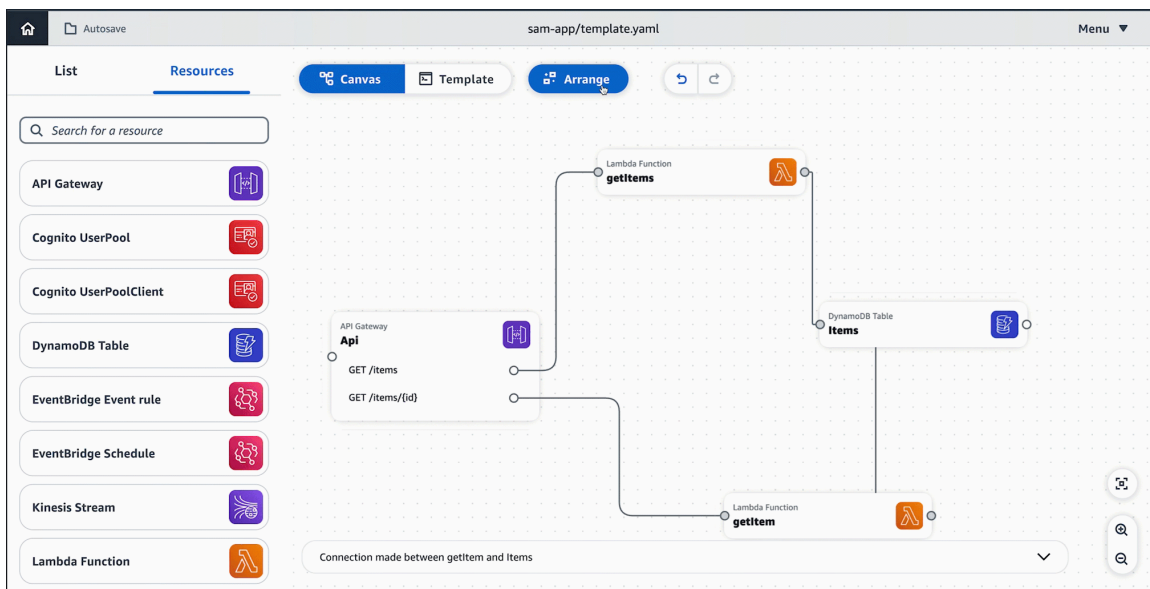 Autosave
sam-app/template.yaml
Menu
List
Resources
Canvas
Template
Arrange
Search for a resource
API Gateway
Cognito UserPool
Cognito UserPoolClient
DynamoDB Table
EventBridge Event rule
EventBridge Schedule
Kinesis Stream
Lambda Function
Lambda Function
getItems
API Gateway
Api
GET /items
GET /items/{id}
DynamoDB Table
Items
Lambda Function
getItem
Connection made between getItem and Items